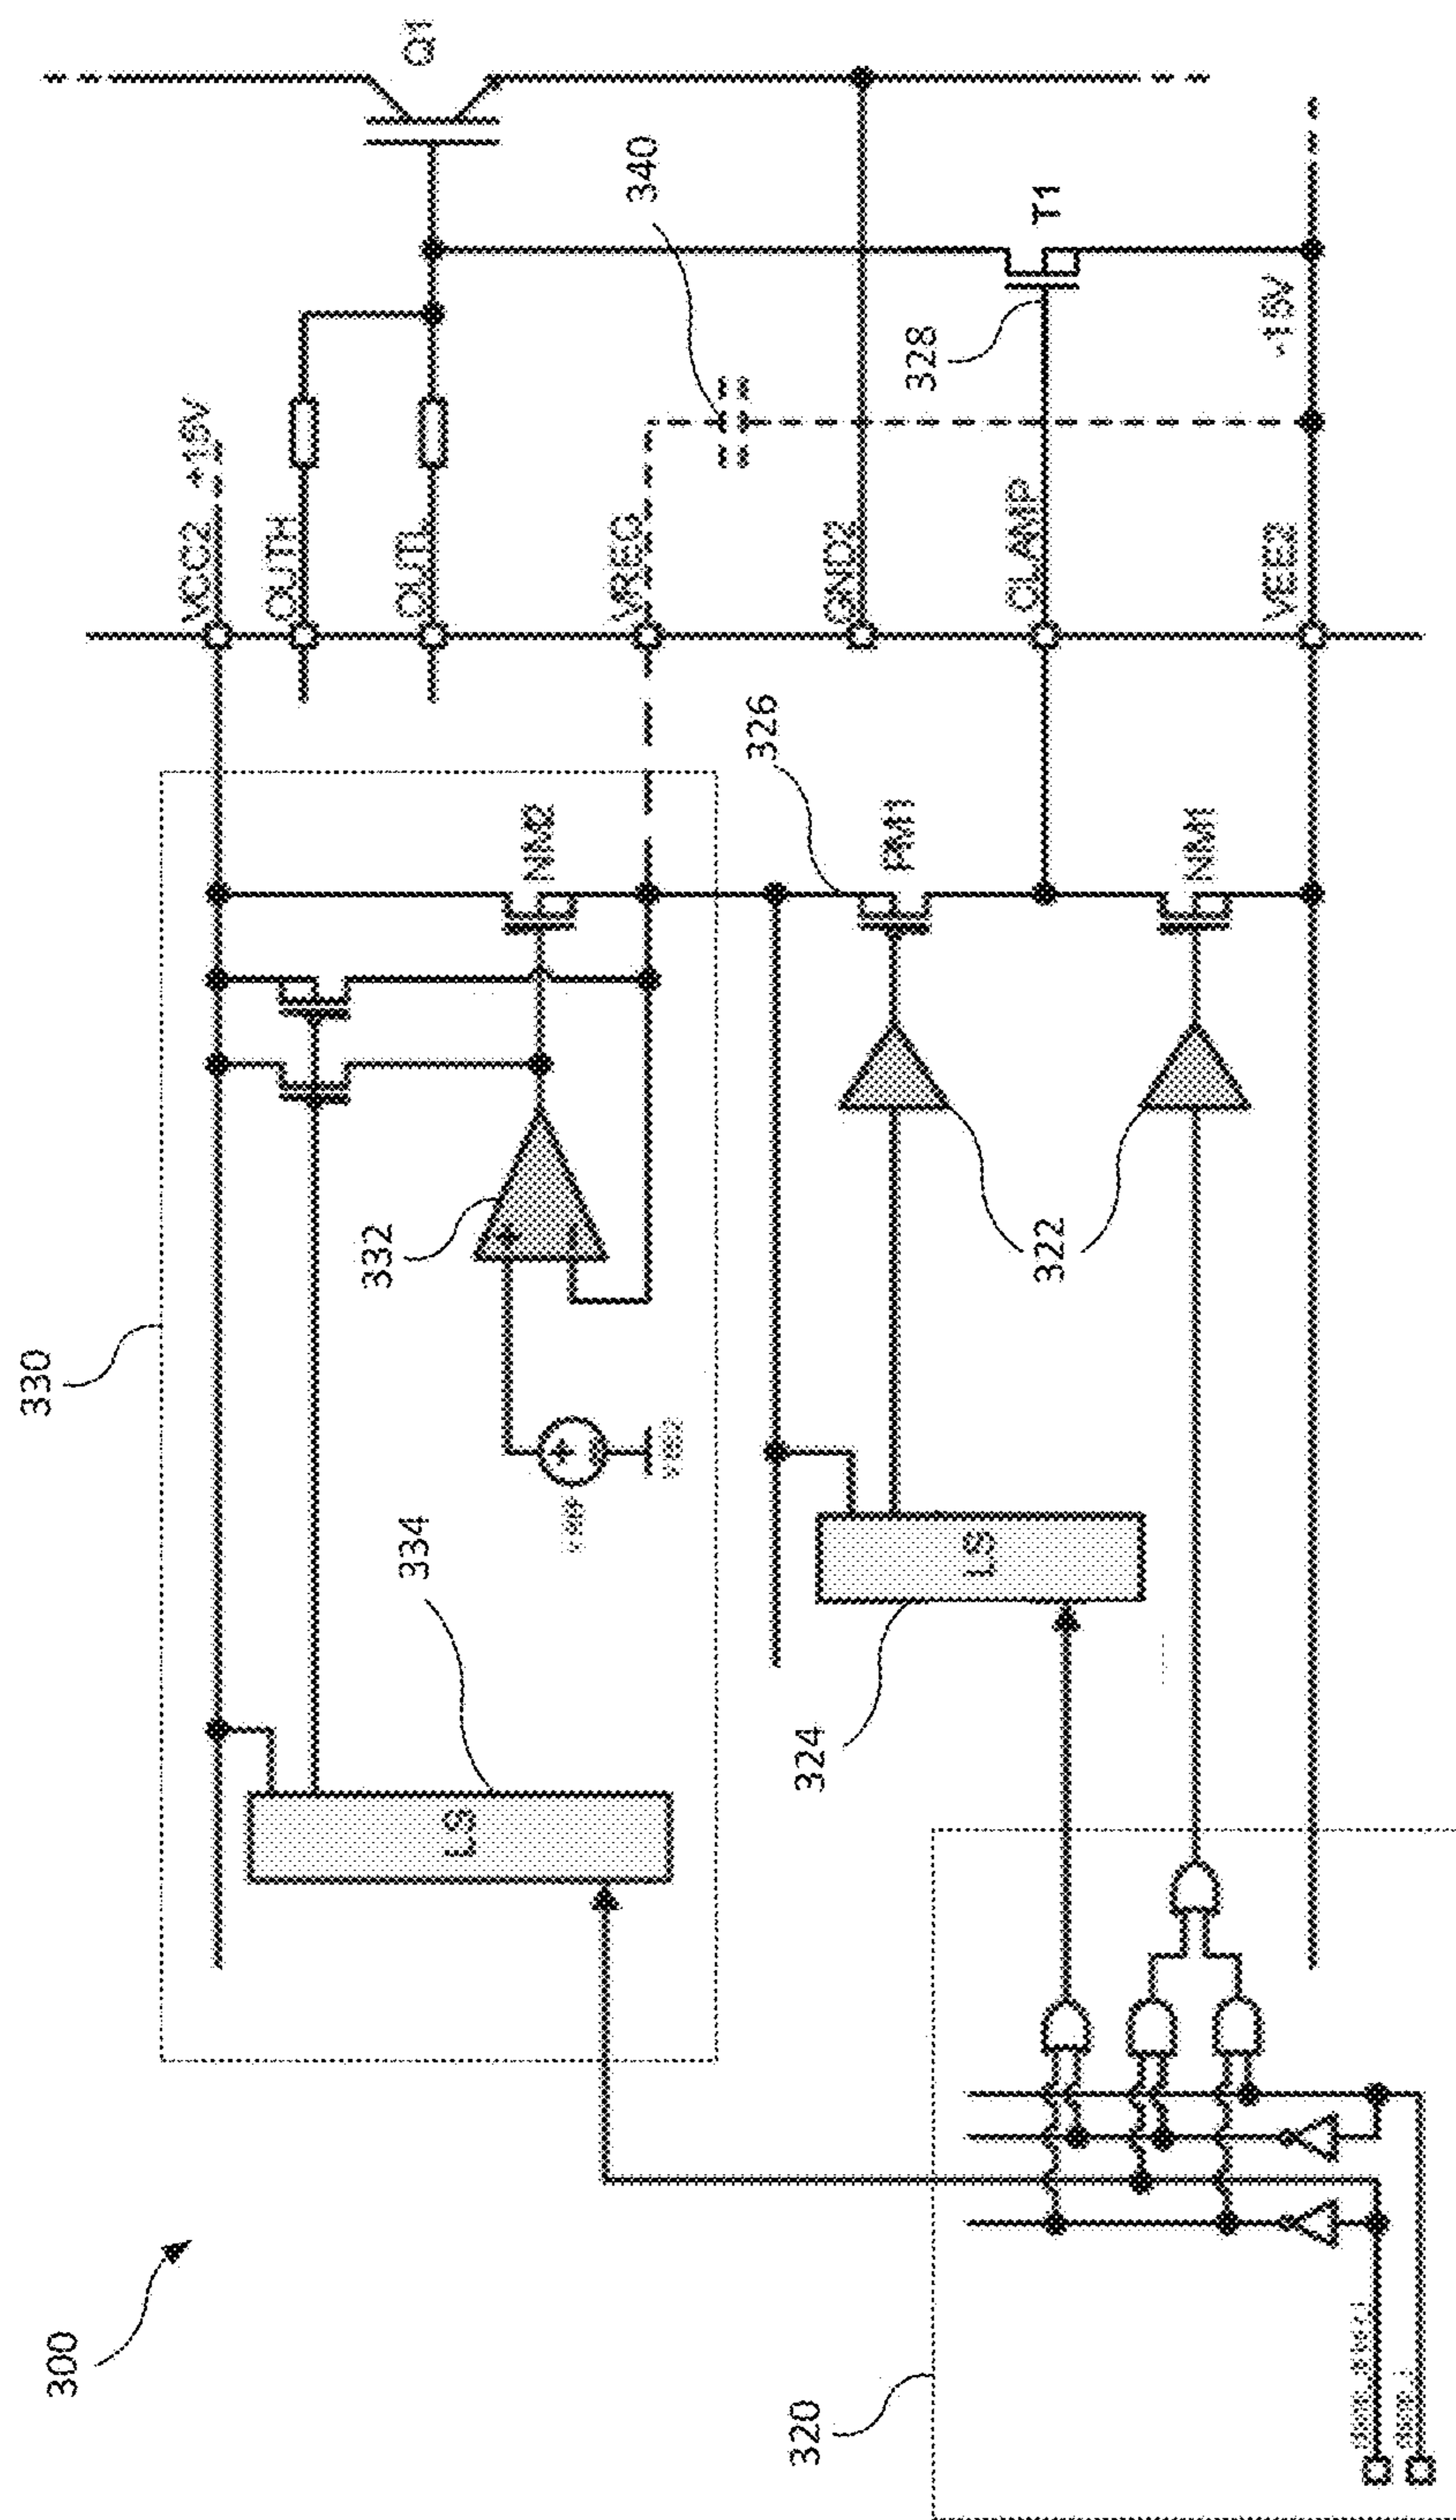 300
330
VCC2
+15V
Q1
OUTH
OUTL
334
LS
332
+
NM2
VREG
340
326
324
LS
PM1
GND2
322
328
T1
CLAMP
NM1
VEE2
-15V
320